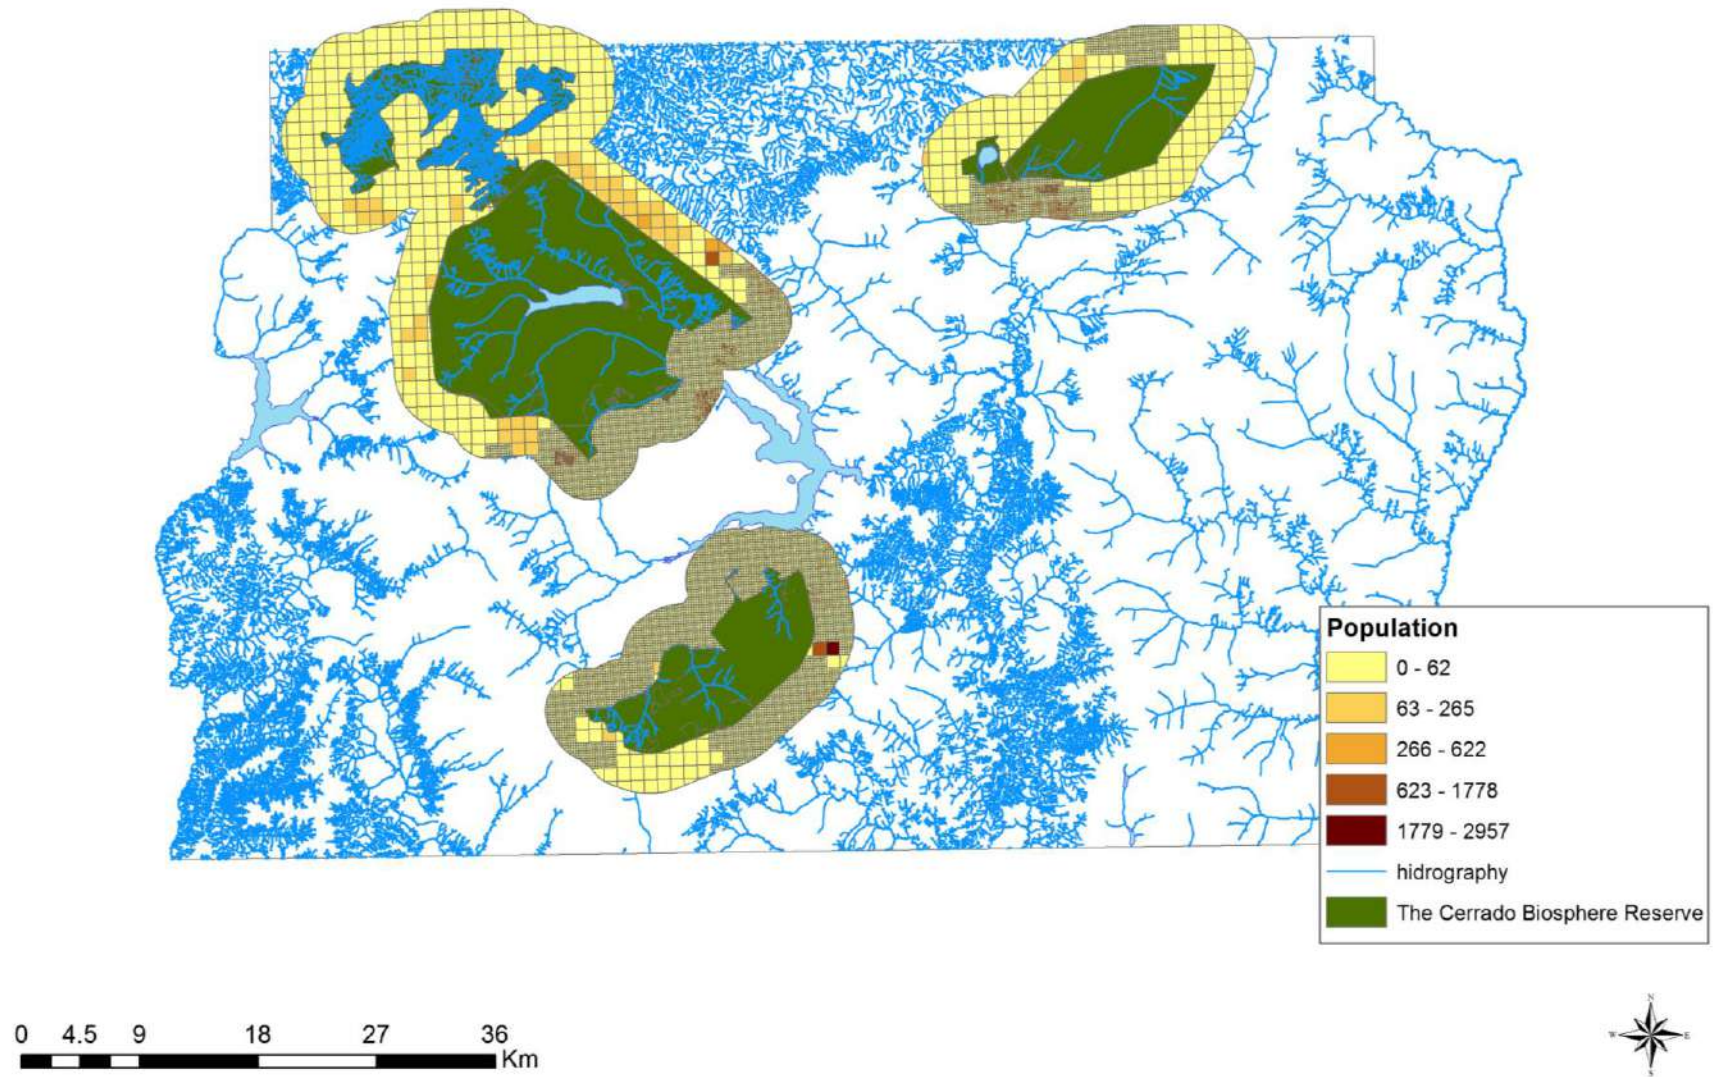 Population
0 - 62
63 - 265
266 - 622
623 - 1778
1779 - 2957
hidrography
The Cerrado Biosphere Reserve
0 4.5 9 18 27 36
Km
N
W E
S